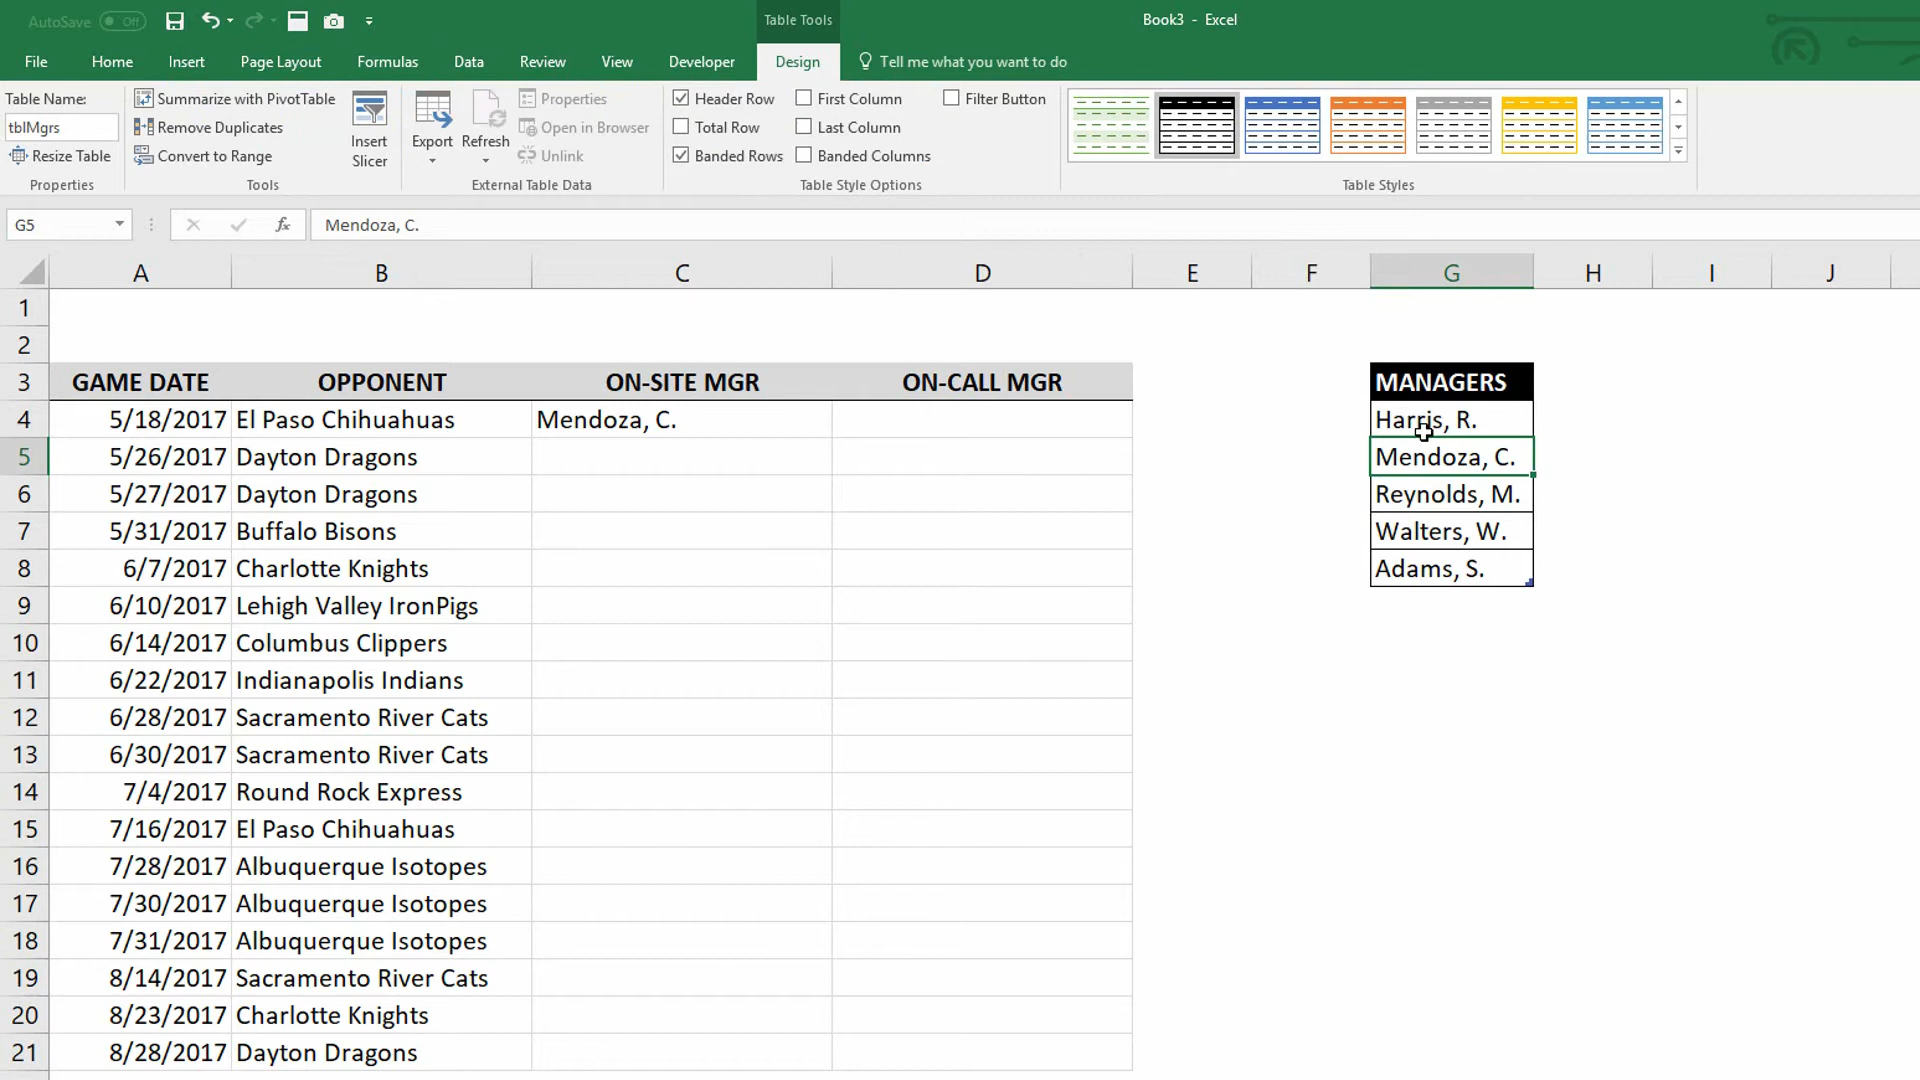 AutoSave Off
Table Tools
Book3 - Excel
File Home Insert Page Layout Formulas Data Review View Developer Design Tell me what you want to do
Table Name:
tblMgrs
Resize Table
Properties
Summarize with PivotTable
Remove Duplicates
Convert to Range
Tools
Insert
Slicer
Export
Refresh
Properties
Open in Browser
Unlink
External Table Data
Header Row
Total Row
Banded Rows
First Column
Last Column
Banded Columns
Filter Button
Table Style Options
Table Styles
G5 fx Mendoza, C.
A B C D E F G H I J
1
2
3 GAME DATE OPPONENT ON-SITE MGR ON-CALL MGR MANAGERS
4 5/18/2017 El Paso Chihuahuas Mendoza, C. Harris, R.
5 5/26/2017 Dayton Dragons Mendoza, C.
6 5/27/2017 Dayton Dragons Reynolds, M.
7 5/31/2017 Buffalo Bisons Walters, W.
8 6/7/2017 Charlotte Knights Adams, S.
9 6/10/2017 Lehigh Valley IronPigs
10 6/14/2017 Columbus Clippers
11 6/22/2017 Indianapolis Indians
12 6/28/2017 Sacramento River Cats
13 6/30/2017 Sacramento River Cats
14 7/4/2017 Round Rock Express
15 7/16/2017 El Paso Chihuahuas
16 7/28/2017 Albuquerque Isotopes
17 7/30/2017 Albuquerque Isotopes
18 7/31/2017 Albuquerque Isotopes
19 8/14/2017 Sacramento River Cats
20 8/23/2017 Charlotte Knights
21 8/28/2017 Dayton Dragons